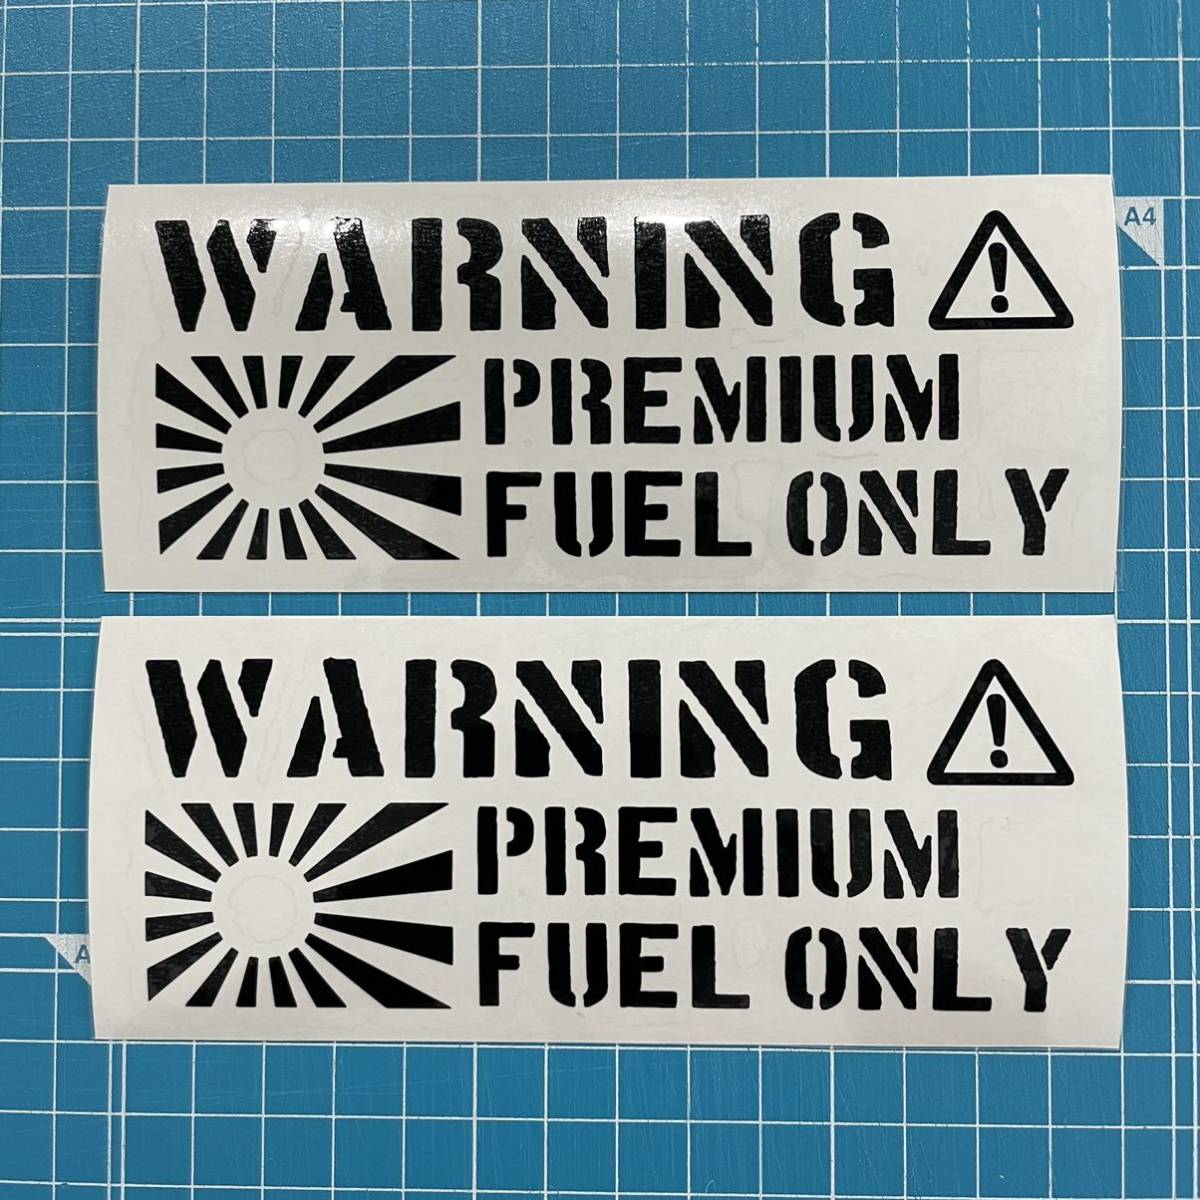 A4
WARNING
PREMIUM
FUEL ONLY
WARNING
PREMIUM
FUEL ONLY
A